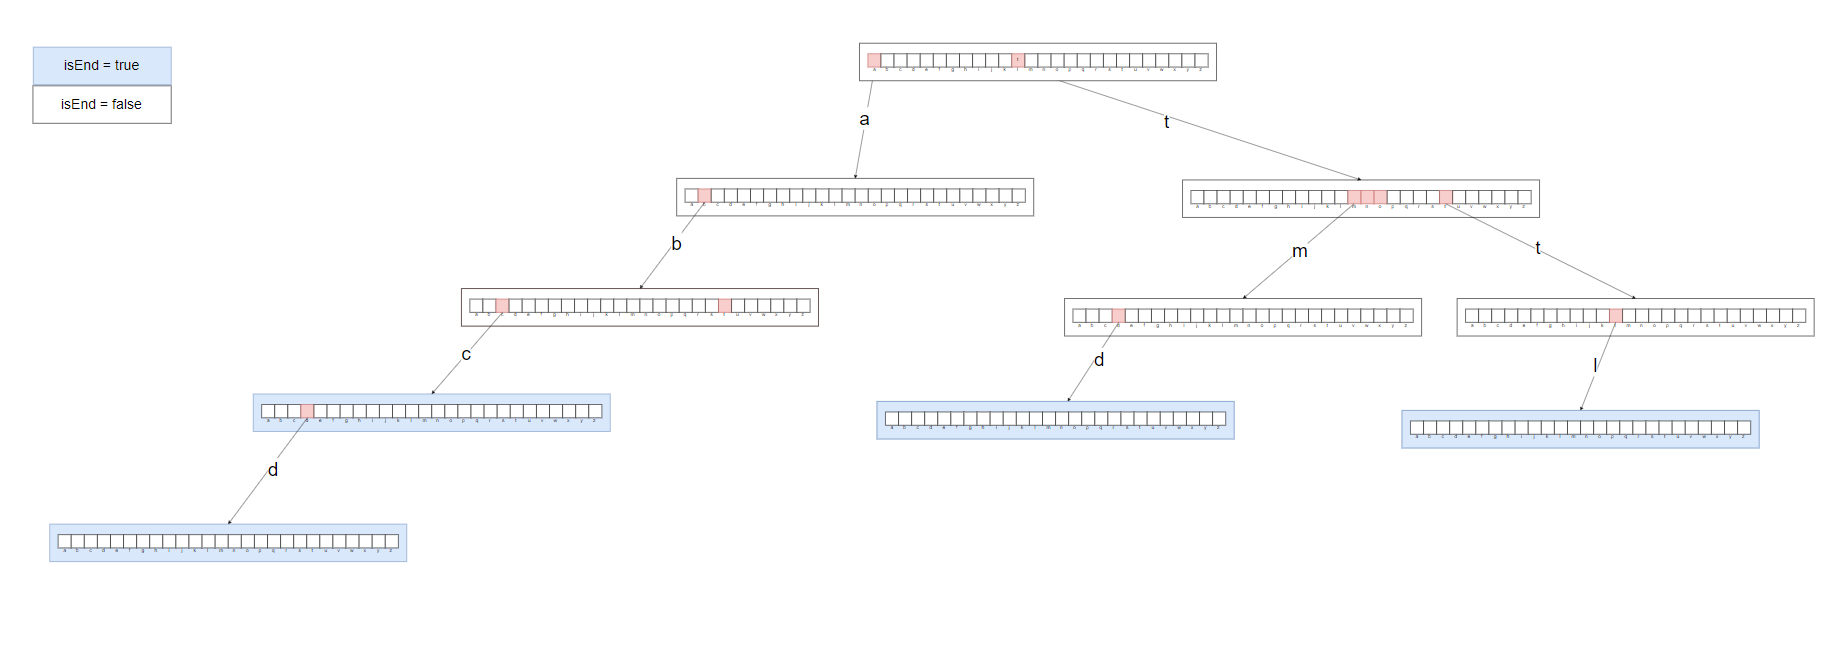 isEnd = true
isEnd = false
a b c d e f g h i j k l m n o p q r s t u v w x y z
a
t
a b c d e f g h i j k l m n o p q r s t u v w x y z
a b c d e f g h i j k l m n o p q r s t u v w x y z
b
m
t
a b c d e f g h i j k l m n o p q r s t u v w x y z
a b c d e f g h i j k l m n o p q r s t u v w x y z
a b c d e f g h i j k l m n o p q r s t u v w x y z
c
d
l
a b c d e f g h i j k l m n o p q r s t u v w x y z
a b c d e f g h i j k l m n o p q r s t u v w x y z
a b c d e f g h i j k l m n o p q r s t u v w x y z
d
a b c d e f g h i j k l m n o p q r s t u v w x y z